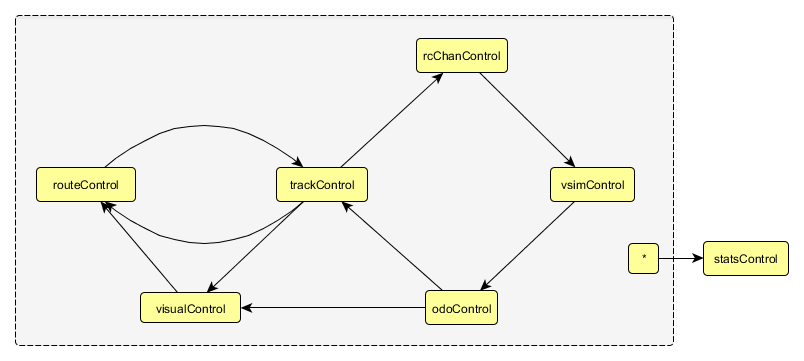 rcChanControl
routeControl
trackControl
vsimControl
*
statsControl
visualControl
odoControl